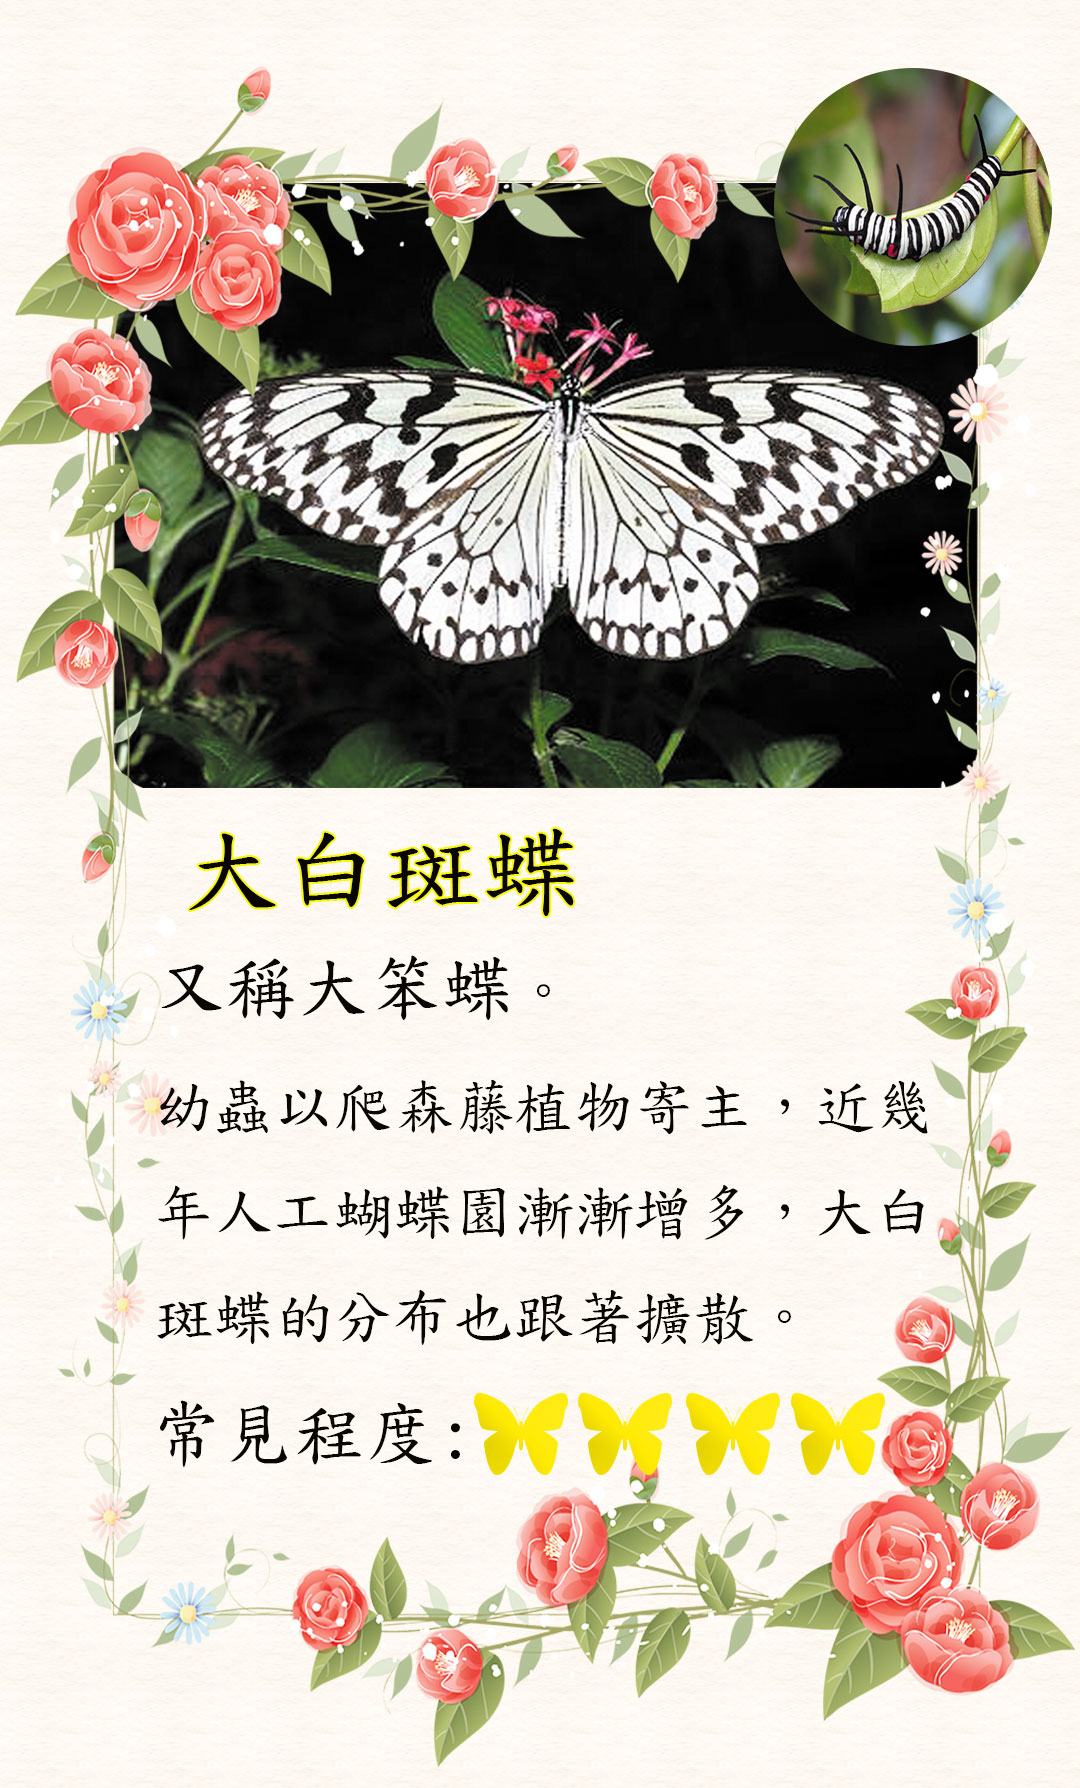 大白斑蝶
又稱大笨蝶。
幼蟲以爬森藤植物寄主，近幾
年人工蝴蝶園漸漸增多，大白
斑蝶的分布也跟著擴散。
常見程度: